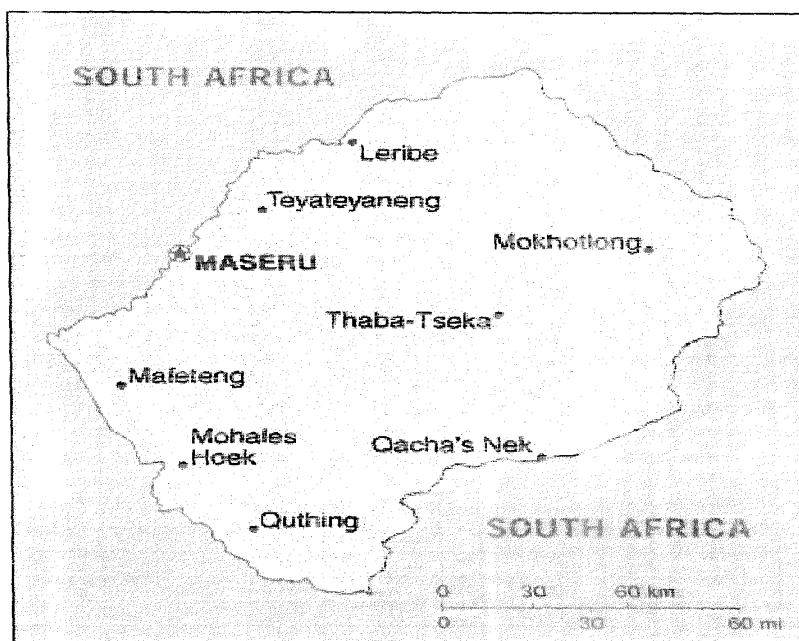 SOUTH AFRICA
Leribe
Teyateyaneng
Mokhotlong
MASERU
Thaba-Tseka
Mafeteng
Mohales
Hoek
Qacha's Nek
Quthing
SOUTH AFRICA
0 30 60 km
0 30 60 mi